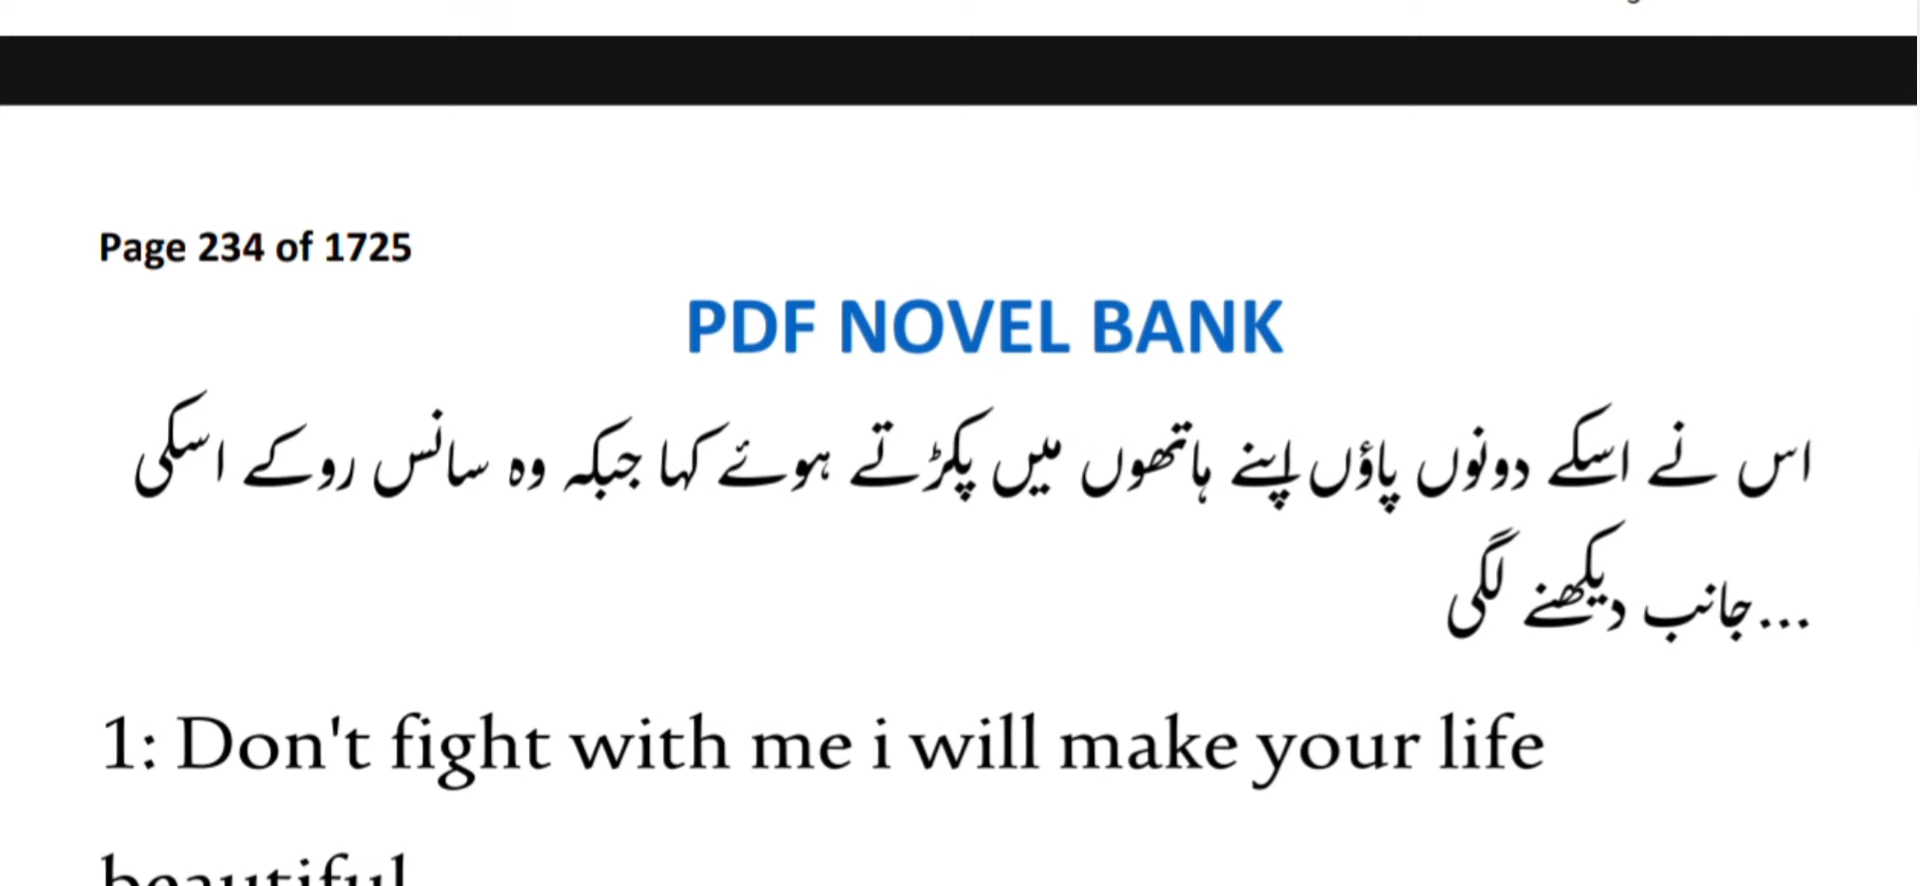 Page 234 of 1725
PDF NOVEL BANK
اس نے اسکے دونوں پاؤں اپنے ہاتھوں میں پکڑتے ہوئے کہا جبکہ وہ سانس روکے اسکی
...جانب دیکھنے لگی
1: Don't fight with me i will make your life
beautiful